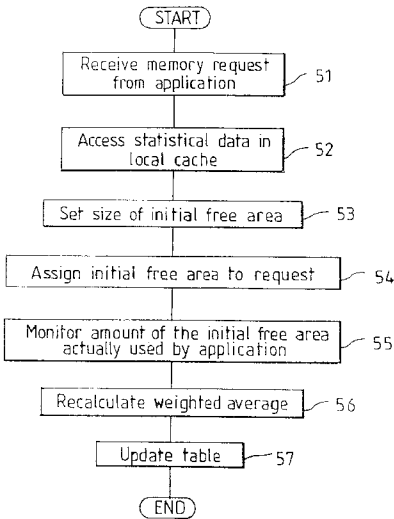 START
Receive memory request
from application
51
Access statistical data in
local cache
52
Set size of initial free area
53
Assign initial free area to request
54
Monitor amount of the initial free area
actually used by application
55
Recalculate weighted average
56
Update table
57
END